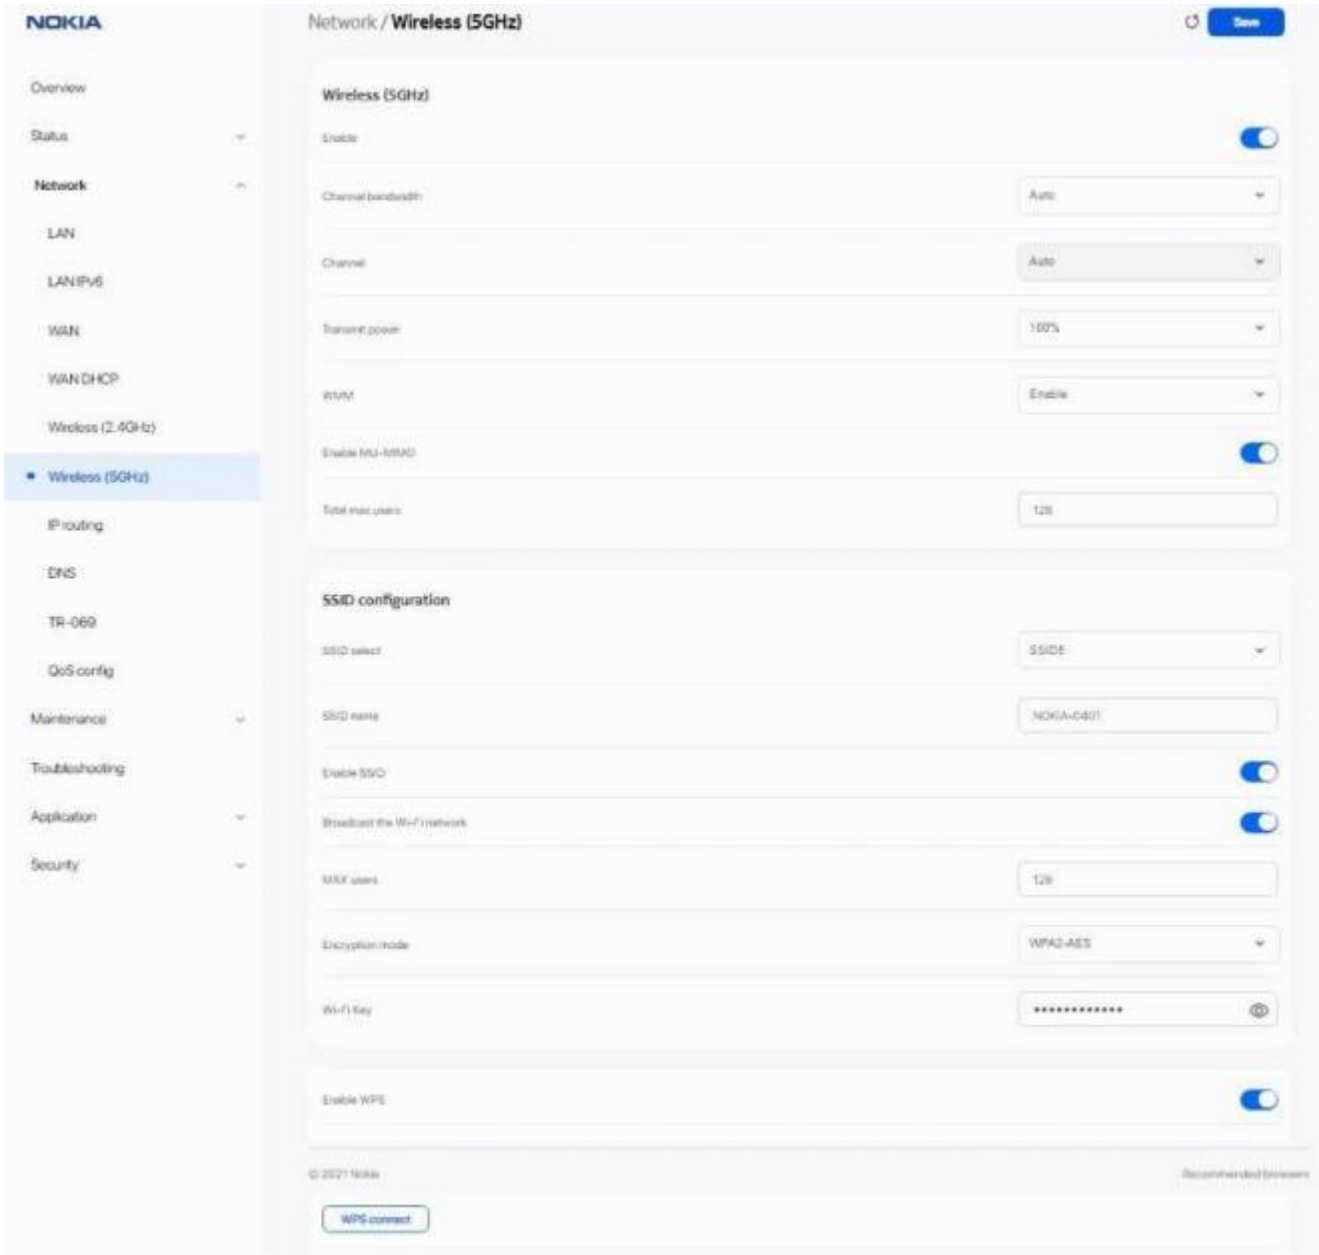 NOKIA
Network / Wireless (5GHz)
Save
Overview
Status
Network
LAN
LAN IPv6
WAN
WAN DHCP
Wireless (2.4GHz)
Wireless (5GHz)
IP routing
DNS
TR-069
QoS config
Maintenance
Troubleshooting
Application
Security
Wireless (5GHz)
Enable
Channel bandwidth
Auto
Channel
Auto
Transmit power
100%
WMM
Enable
Enable MU-MIMO
Total max users
128
SSID configuration
SSID select
SSID name
NOKIA-0401
Enable SSID
Broadcast the Wi-Fi network
MAX users
128
Encryption mode
WPA2-AES
Wi-Fi Key
••••••••••••
Enable WPS
© 2021 Nokia
Recommended browsers
WPS connect